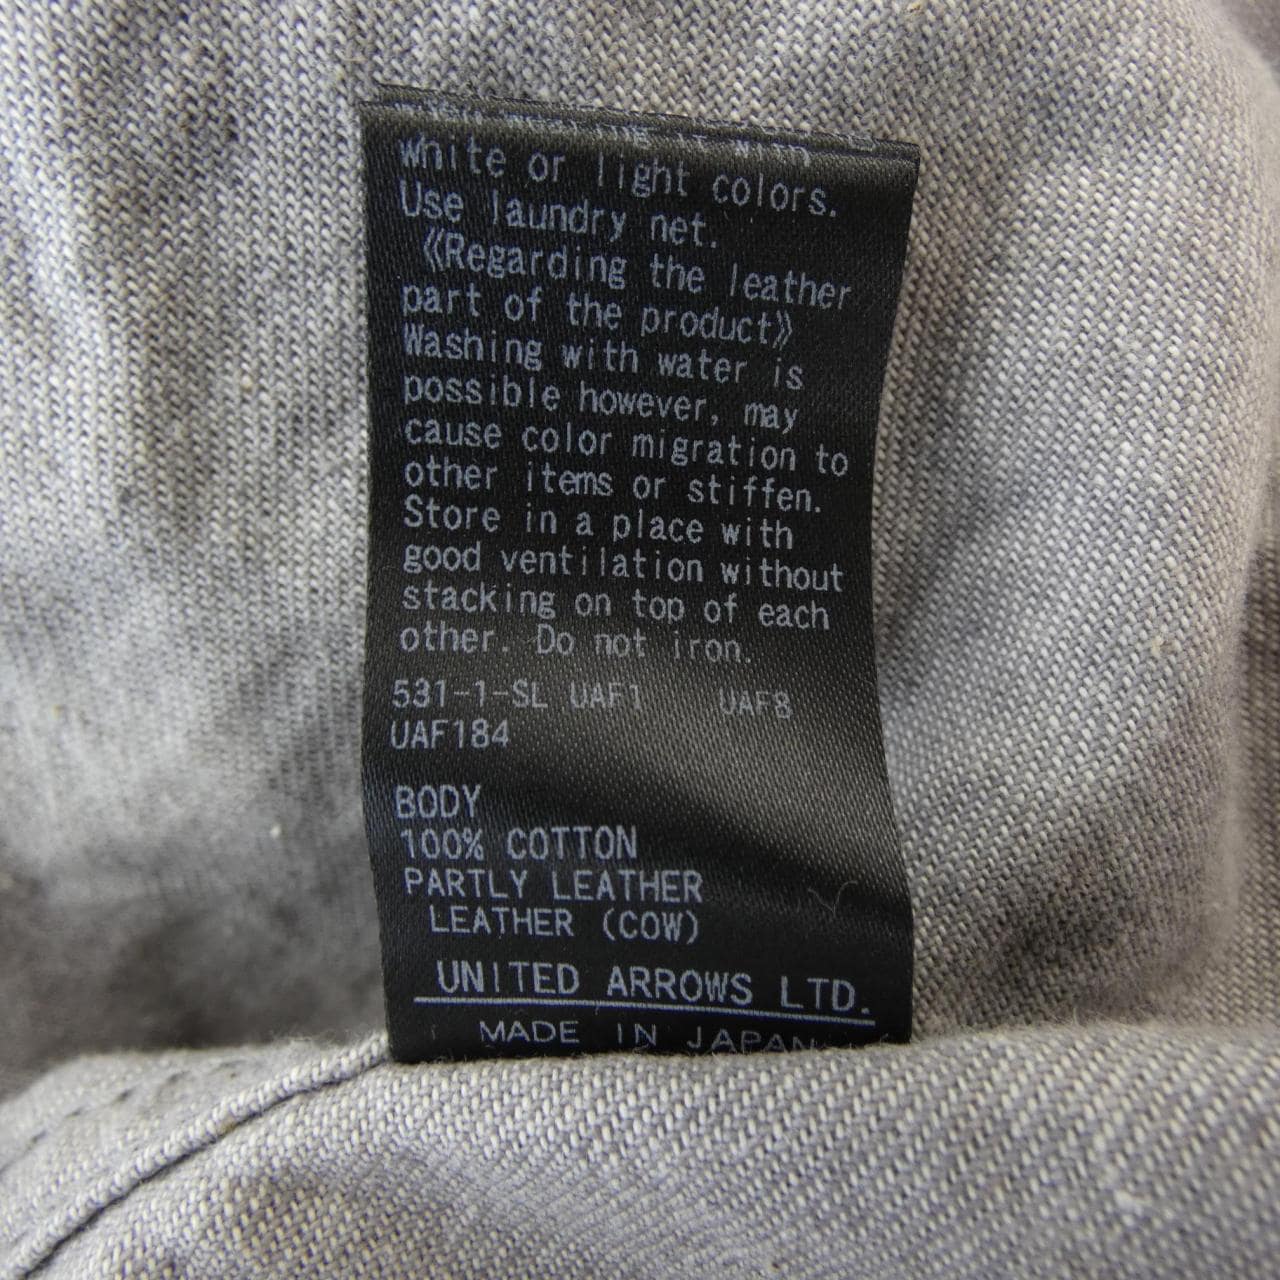 washing it with
white or light colors.
Use laundry net.
《Regarding the leather
part of the product》
Washing with water is
possible however, may
cause color migration to
other items or stiffen.
Store in a place with
good ventilation without
stacking on top of each
other. Do not iron.
531-1-SL UAF1 UAF8
UAF184
BODY
100% COTTON
PARTLY LEATHER
LEATHER (COW)
UNITED ARROWS LTD.
MADE IN JAPAN